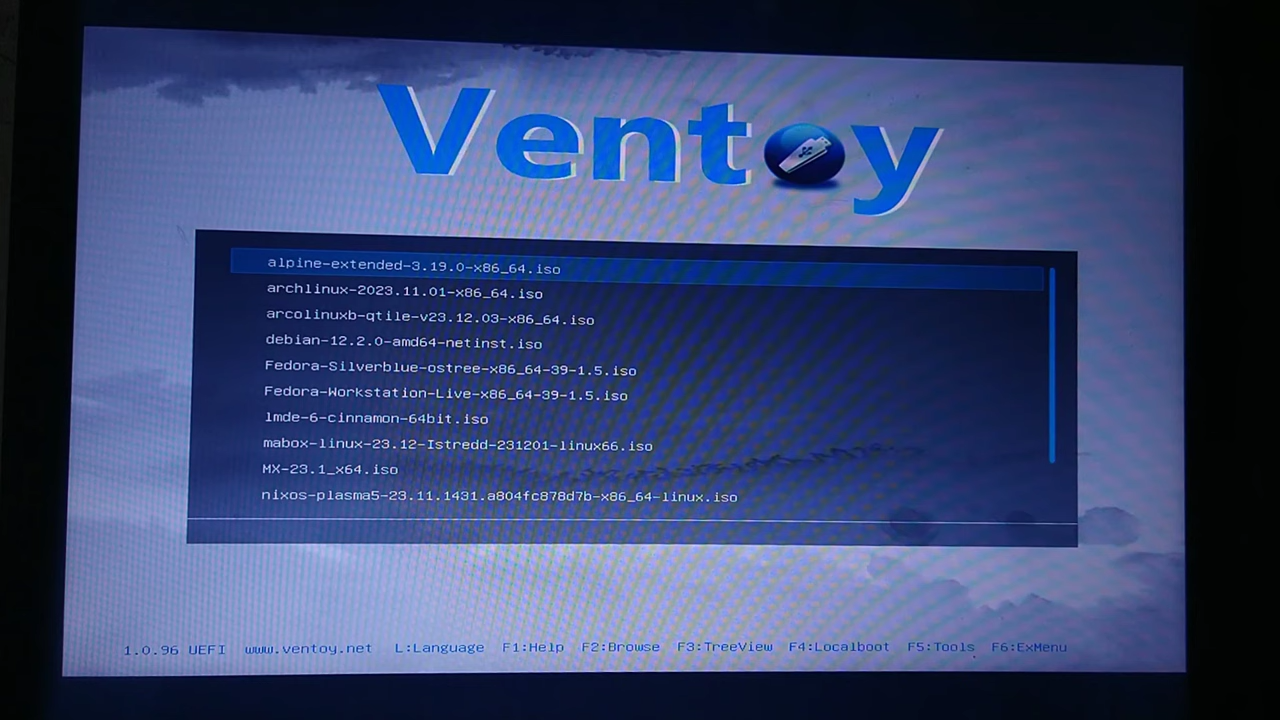 Ventoy
alpine-extended-3.19.0-x86_64.iso
archlinux-2023.11.01-x86_64.iso
arcolinuxb-qtile-v23.12.03-x86_64.iso
debian-12.2.0-amd64-netinst.iso
Fedora-Silverblue-ostree-x86_64-39-1.5.iso
Fedora-Workstation-Live-x86_64-39-1.5.iso
lmde-6-cinnamon-64bit.iso
mabox-linux-23.12-Istredd-231201-linux66.iso
MX-23.1_x64.iso
nixos-plasma5-23.11.1431.a804fc878d7b-x86_64-linux.iso
1.0.96 UEFI www.ventoy.net L:Language F1:Help F2:Browse F3:TreeView F4:Localboot F5:Tools F6:ExMenu